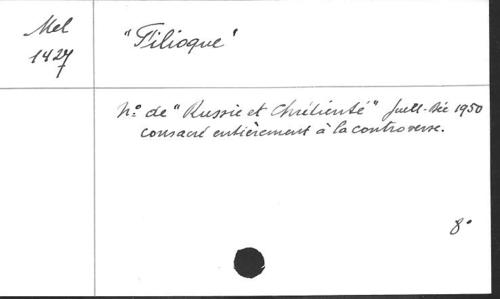 Mel
1427
"Filioque"
N° de "Russie et Chrétienté" Juill-Déc 1950
consacré entièrement à la controverse.
8°